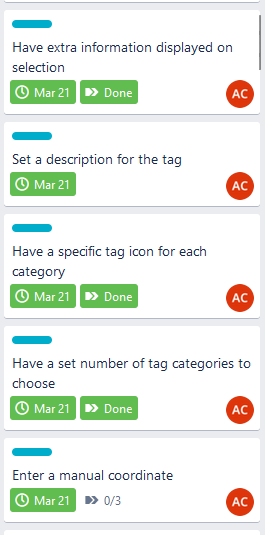 Have extra information displayed on
selection
Mar 21 Done
AC
Set a description for the tag
Mar 21
AC
Have a specific tag icon for each
category
Mar 21 Done
AC
Have a set number of tag categories to
choose
Mar 21 Done
AC
Enter a manual coordinate
Mar 21 0/3
AC